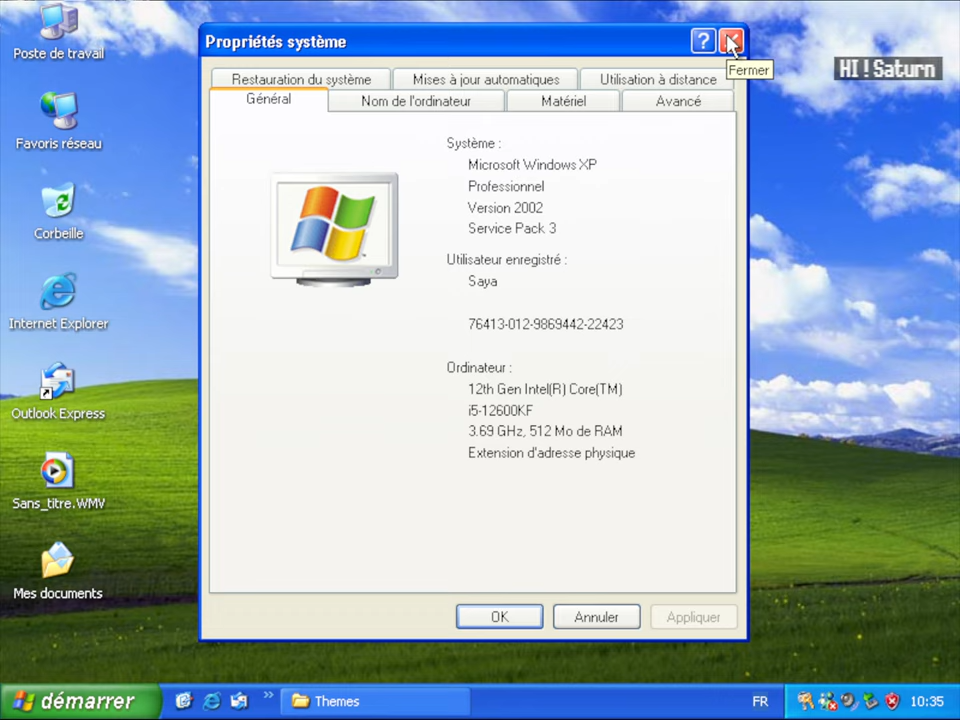 Poste de travail
Favoris réseau
Corbeille
Internet Explorer
Outlook Express
Sans_titre.WMV
Mes documents
Propriétés système
?
Fermer
HI ! Saturn
Restauration du système
Mises à jour automatiques
Utilisation à distance
Général
Nom de l'ordinateur
Matériel
Avancé
Système :
Microsoft Windows XP
Professionnel
Version 2002
Service Pack 3
Utilisateur enregistré :
Saya
76413-012-9869442-22423
Ordinateur :
12th Gen Intel(R) Core(TM)
i5-12600KF
3.69 GHz, 512 Mo de RAM
Extension d'adresse physique
OK
Annuler
Appliquer
démarrer
»
Themes
FR
10:35